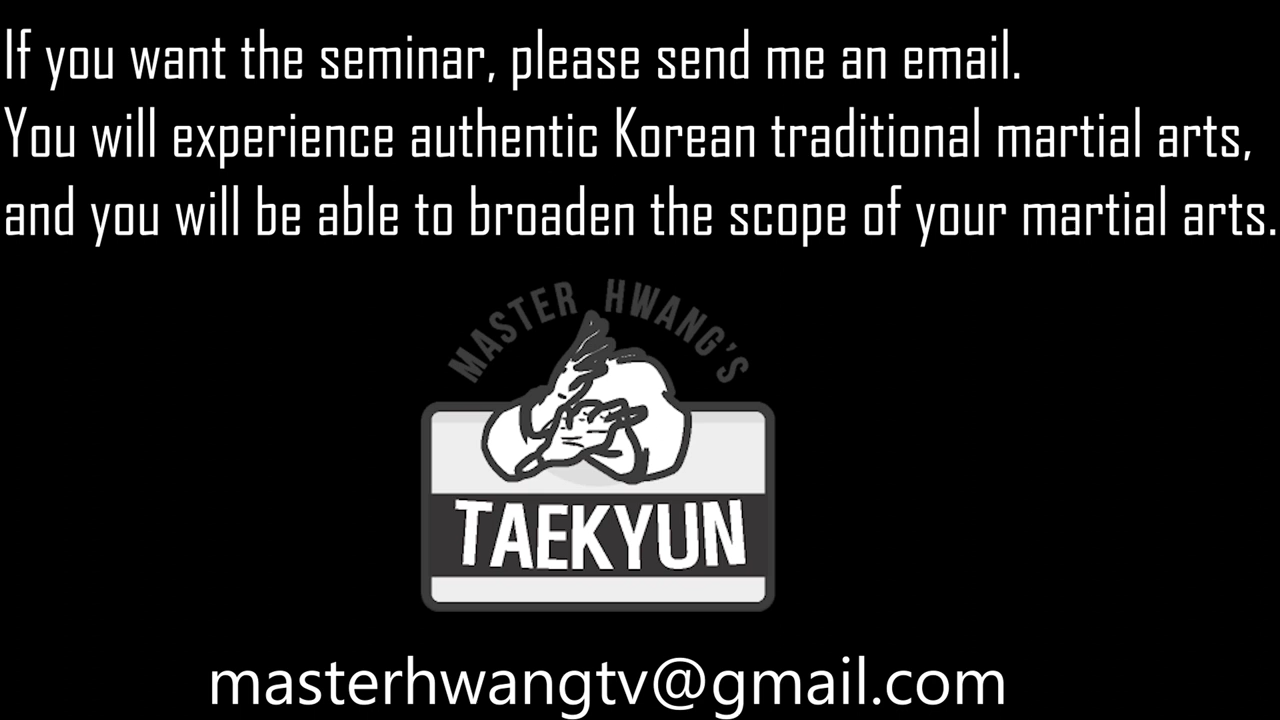 If you want the seminar, please send me an email.
You will experience authentic Korean traditional martial arts,
and you will be able to broaden the scope of your martial arts.
MASTER HWANG'S
TAEKYUN
masterhwangtv@gmail.com